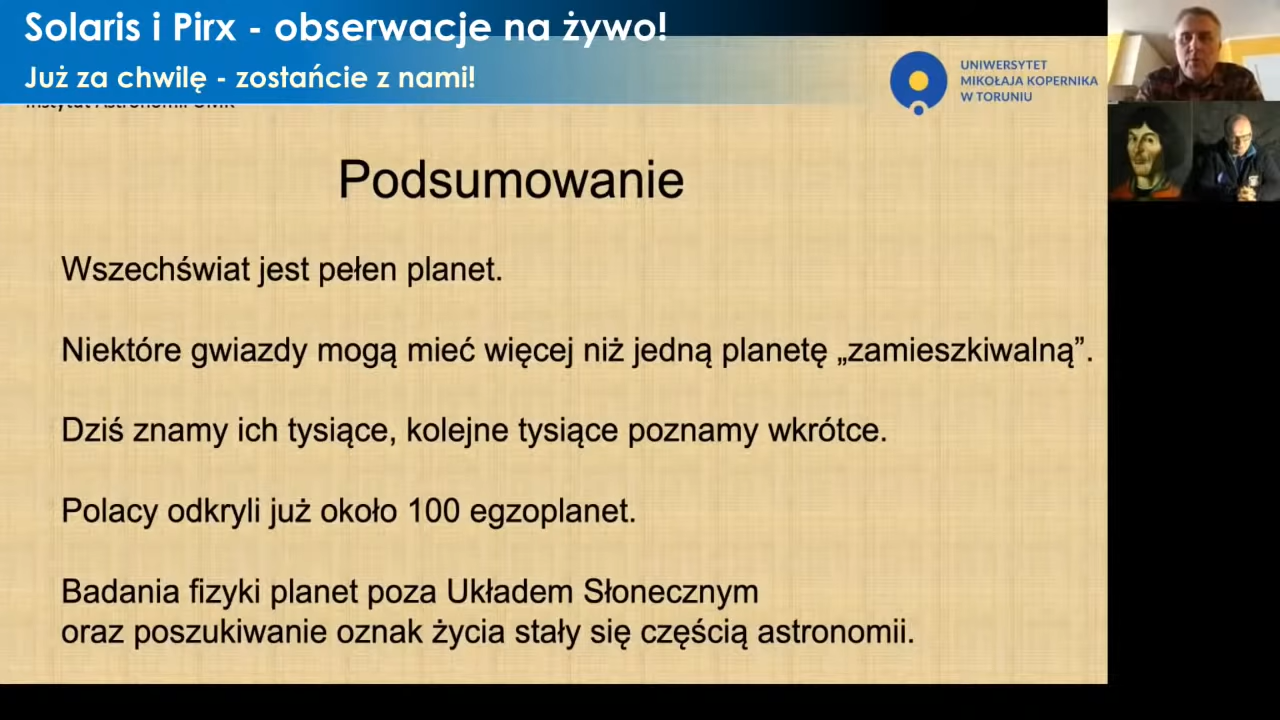 Solaris i Pirx - obserwacje na żywo!
Już za chwilę - zostańcie z nami!
Instytut Astronomii UMK
UNIWERSYTET
MIKOŁAJA KOPERNIKA
W TORUNIU
Podsumowanie
Wszechświat jest pełen planet.
Niektóre gwiazdy mogą mieć więcej niż jedną planetę „zamieszkiwalną”.
Dziś znamy ich tysiące, kolejne tysiące poznamy wkrótce.
Polacy odkryli już około 100 egzoplanet.
Badania fizyki planet poza Układem Słonecznym
oraz poszukiwanie oznak życia stały się częścią astronomii.